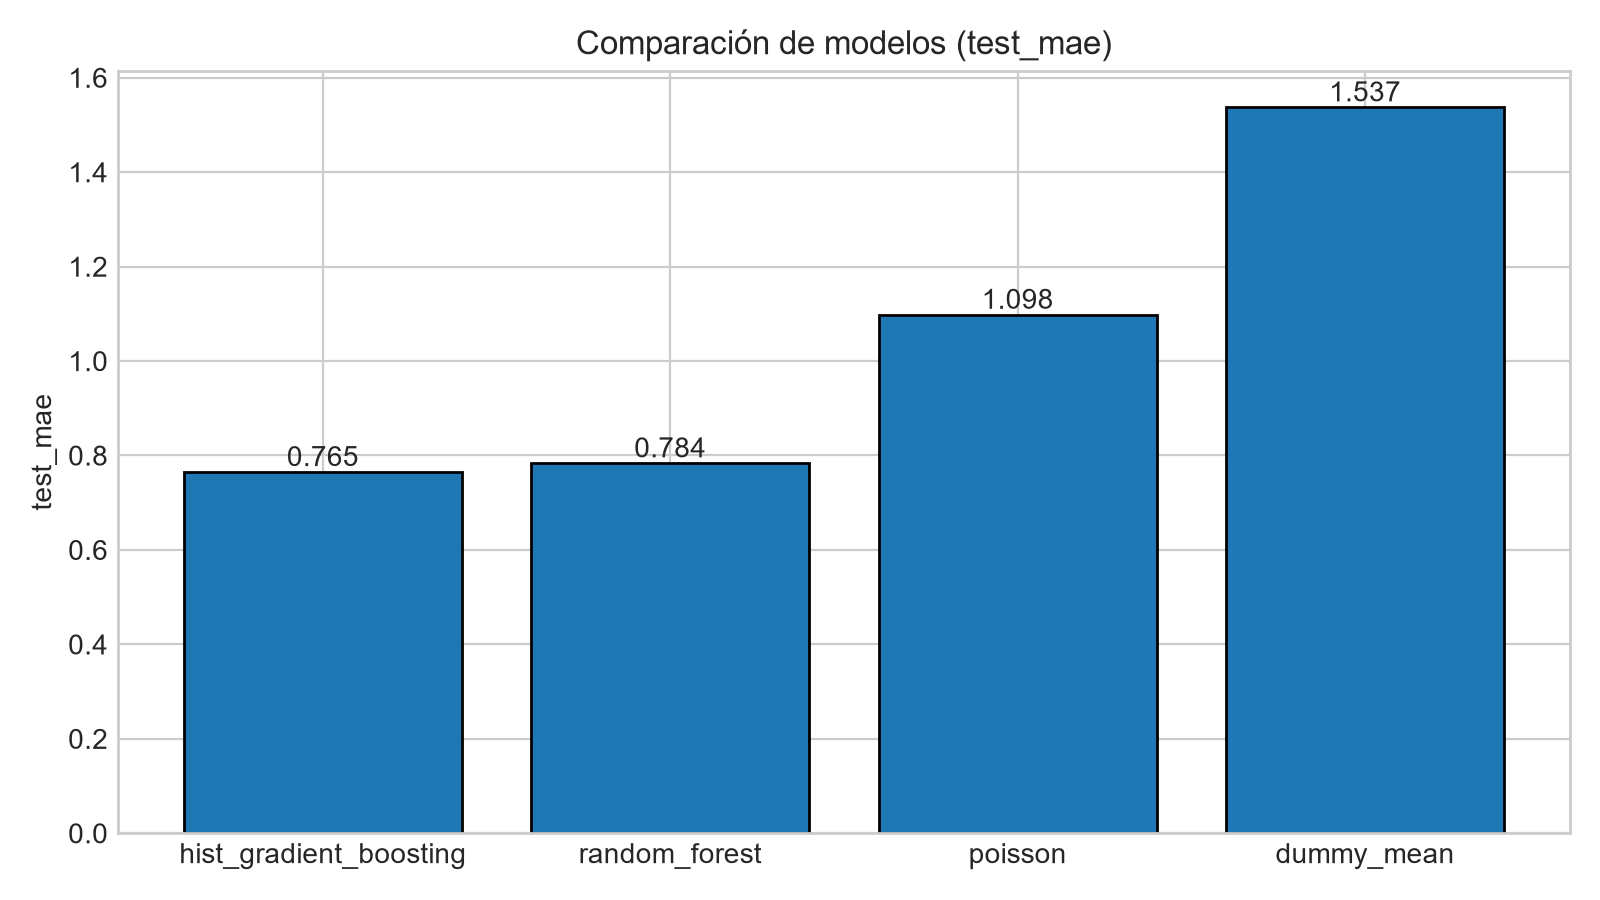 Comparación de modelos (test_mae)
test_mae
1.6
1.4
1.2
1.0
0.8
0.6
0.4
0.2
0.0
0.765
0.784
1.098
1.537
hist_gradient_boosting
random_forest
poisson
dummy_mean